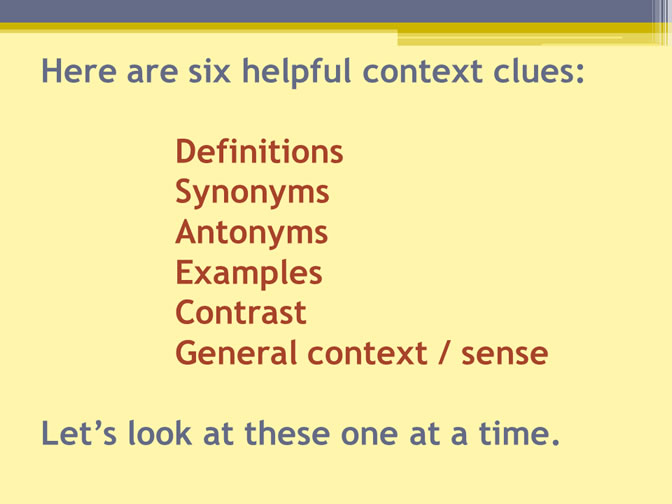 Here are six helpful context clues:
Definitions
Synonyms
Antonyms
Examples
Contrast
General context / sense
Let’s look at these one at a time.